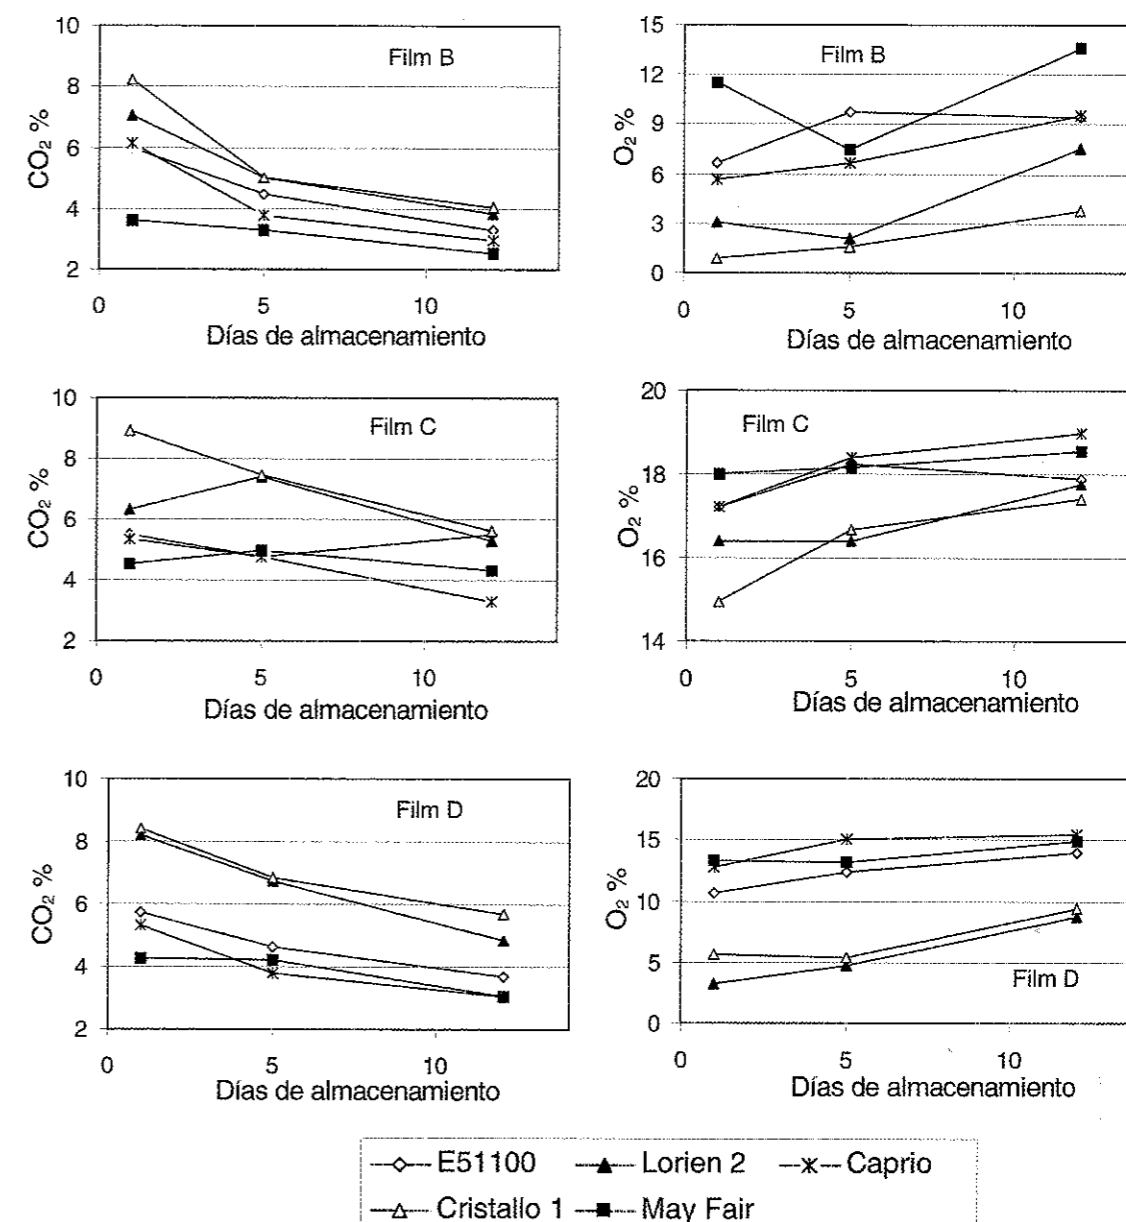 10
8
6
4
2
CO₂ %
Film B
0
5
10
Días de almacenamiento
15
12
9
6
3
0
O₂ %
Film B
0
5
10
Días de almacenamiento
10
8
6
4
2
CO₂ %
Film C
0
5
10
Días de almacenamiento
20
18
16
14
O₂ %
Film C
0
5
10
Días de almacenamiento
10
8
6
4
2
CO₂ %
Film D
0
5
10
Días de almacenamiento
20
15
10
5
0
O₂ %
Film D
0
5
10
Días de almacenamiento
E51100 Lorien 2 Caprio
Cristallo 1 May Fair